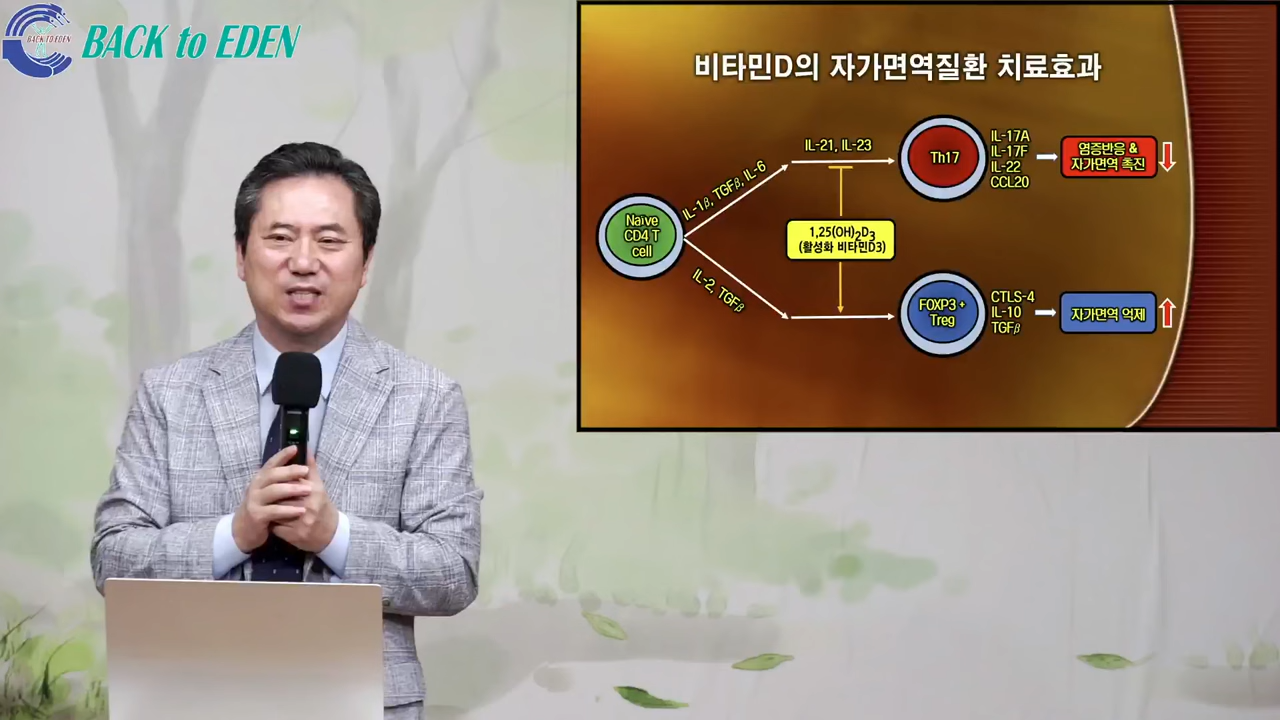 BACK TO EDEN
BACK to EDEN
비타민D의 자가면역질환 치료효과
Naïve
CD4 T
cell
IL-1β, TGFβ, IL-6
IL-21, IL-23
Th17
IL-17A
IL-17F
IL-22
CCL20
염증반응 &
자가면역 촉진
1,25(OH)2D3
(활성화 비타민D3)
IL-2, TGFβ
FOXP3 +
Treg
CTLS-4
IL-10
TGFβ
자가면역 억제